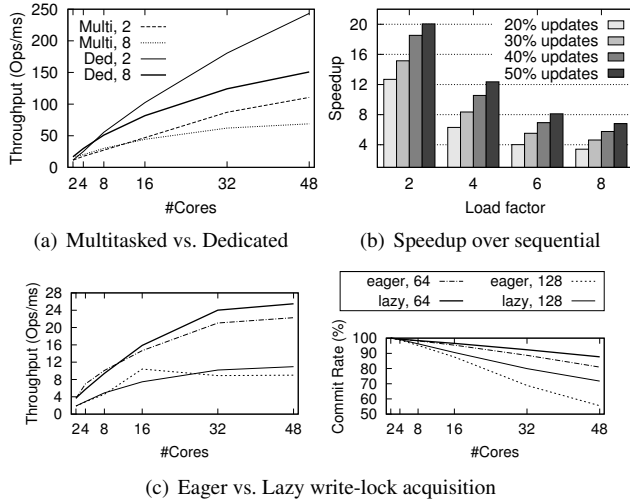 Throughput (Ops/ms)
250
200
150
100
50
0
Multi, 2
Multi, 8
Ded, 2
Ded, 8
2 4 8 16 32 48
#Cores
(a) Multitasked vs. Dedicated
Speedup
20
16
12
8
4
20% updates
30% updates
40% updates
50% updates
2 4 6 8
Load factor
(b) Speedup over sequential
Throughput (Ops/ms)
28
24
20
16
12
8
4
0
2 4 8 16 32 48
#Cores
eager, 64 eager, 128
lazy, 64 lazy, 128
Commit Rate (%)
100
90
80
70
60
50
2 4 8 16 32 48
#Cores
(c) Eager vs. Lazy write-lock acquisition